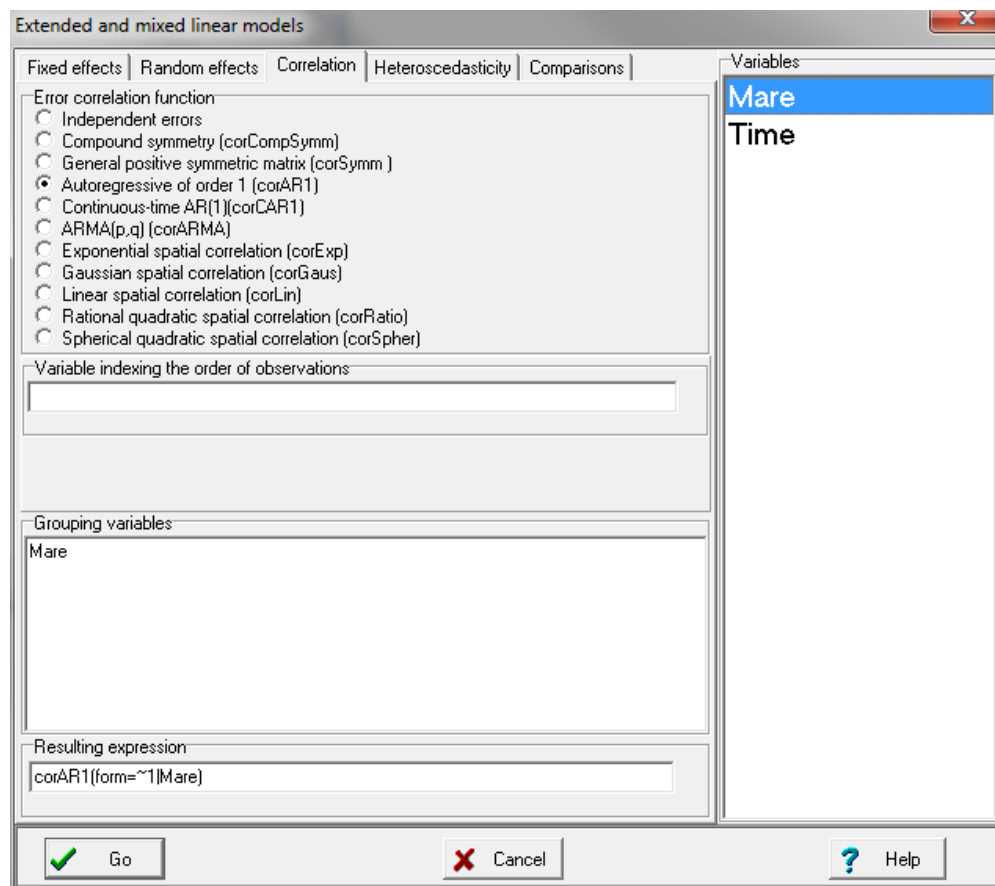 Extended and mixed linear models
x
Fixed effects Random effects Correlation Heteroscedasticity Comparisons
Error correlation function
Independent errors
Compound symmetry (corCompSymm)
General positive symmetric matrix (corSymm )
Autoregressive of order 1 (corAR1)
Continuous-time AR(1)(corCAR1)
ARMA(p,q) (corARMA)
Exponential spatial correlation (corExp)
Gaussian spatial correlation (corGaus)
Linear spatial correlation (corLin)
Rational quadratic spatial correlation (corRatio)
Spherical quadratic spatial correlation (corSpher)
Variable indexing the order of observations
Grouping variables
Mare
Resulting expression
corAR1(form=~1|Mare)
Variables
Mare
Time
Go
Cancel
? Help